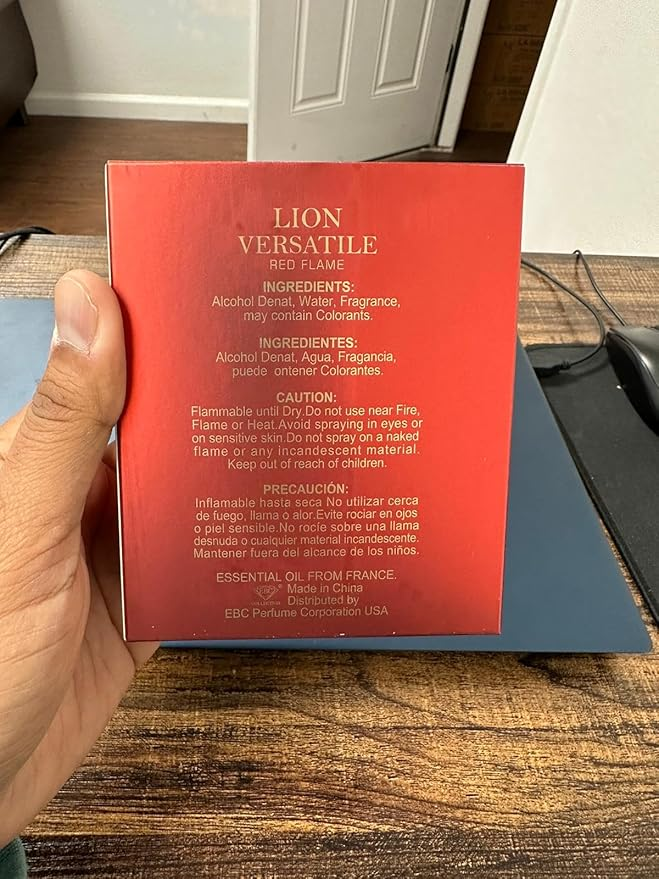 LION
VERSATILE
RED FLAME
INGREDIENTS:
Alcohol Denat, Water, Fragrance,
may contain Colorants.
INGREDIENTES:
Alcohol Denat, Agua, Fragancia,
puede ontener Colorantes.
CAUTION:
Flammable until Dry.Do not use near Fire,
Flame or Heat.Avoid spraying in eyes or
on sensitive skin.Do not spray on a naked
flame or any incandescent material.
Keep out of reach of children.
PRECAUCIÓN:
Inflamable hasta seca No utilizar cerca
de fuego, llama o alor.Evite rociar en ojos
o piel sensible.No rocíe sobre una llama
desnuda o cualquier material incandescente.
Mantener fuera del alcance de los niños.
ESSENTIAL OIL FROM FRANCE.
EBC ® Made in China
Distributed by
EBC Perfume Corporation USA